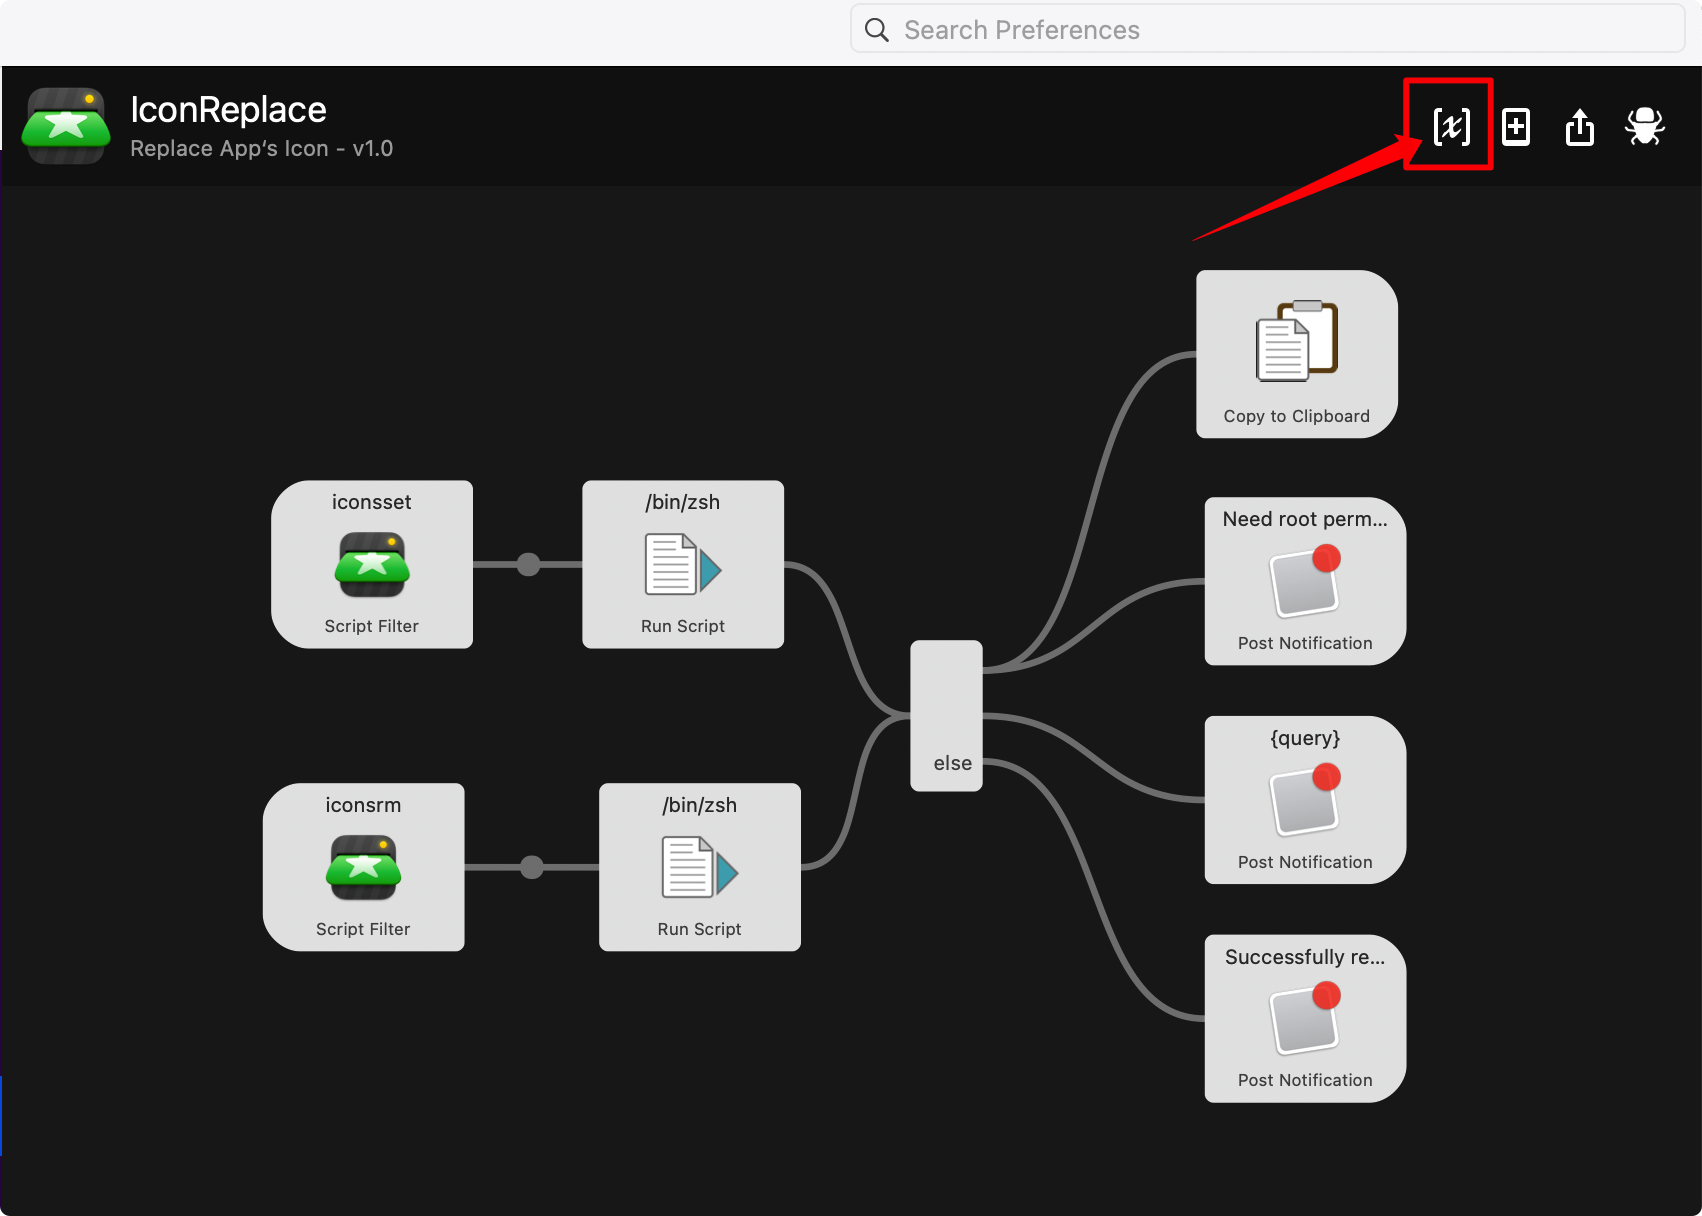 Search Preferences
IconReplace
Replace App‘s Icon - v1.0
[x]
Copy to Clipboard
iconsset
Script Filter
/bin/zsh
Run Script
Need root perm...
Post Notification
else
{query}
Post Notification
iconsrm
Script Filter
/bin/zsh
Run Script
Successfully re...
Post Notification